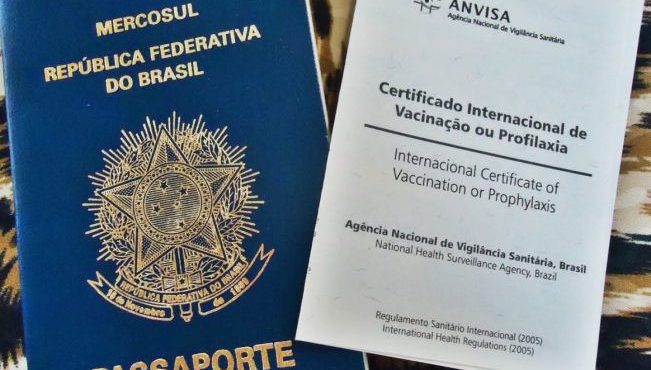 MERCOSUL
REPÚBLICA FEDERATIVA
DO BRASIL
REPÚBLICA FEDERATIVA DO BRASIL
15 de Novembro de 1889
PASSAPORTE
ANVISA
Agência Nacional de Vigilância Sanitária
Certificado Internacional de
Vacinação ou Profilaxia
International Certificate of
Vaccination or Prophylaxis
Agência Nacional de Vigilância Sanitária, Brasil
National Health Surveillance Agency, Brazil
Regulamento Sanitário Internacional (2005)
International Health Regulations (2005)